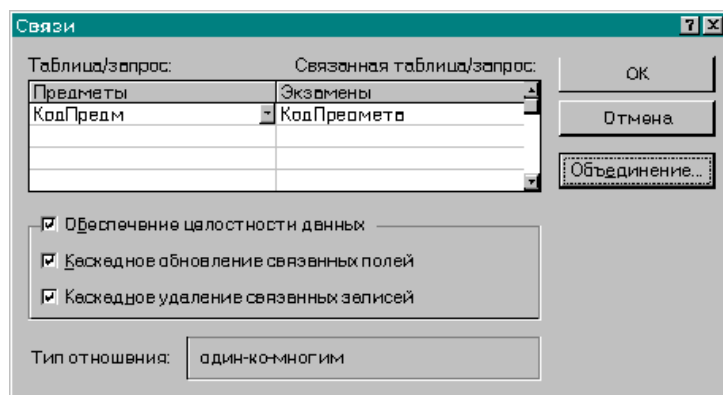 Связи
Таблица/запрос: Связанная таблица/запрос:
Предметы Экзамены
КодПредм КодПредмета
ОК
Отмена
Объединение...
Обеспечение целостности данных
Каскадное обновление связанных полей
Каскадное удаление связанных записей
Тип отношения: один-ко-многим